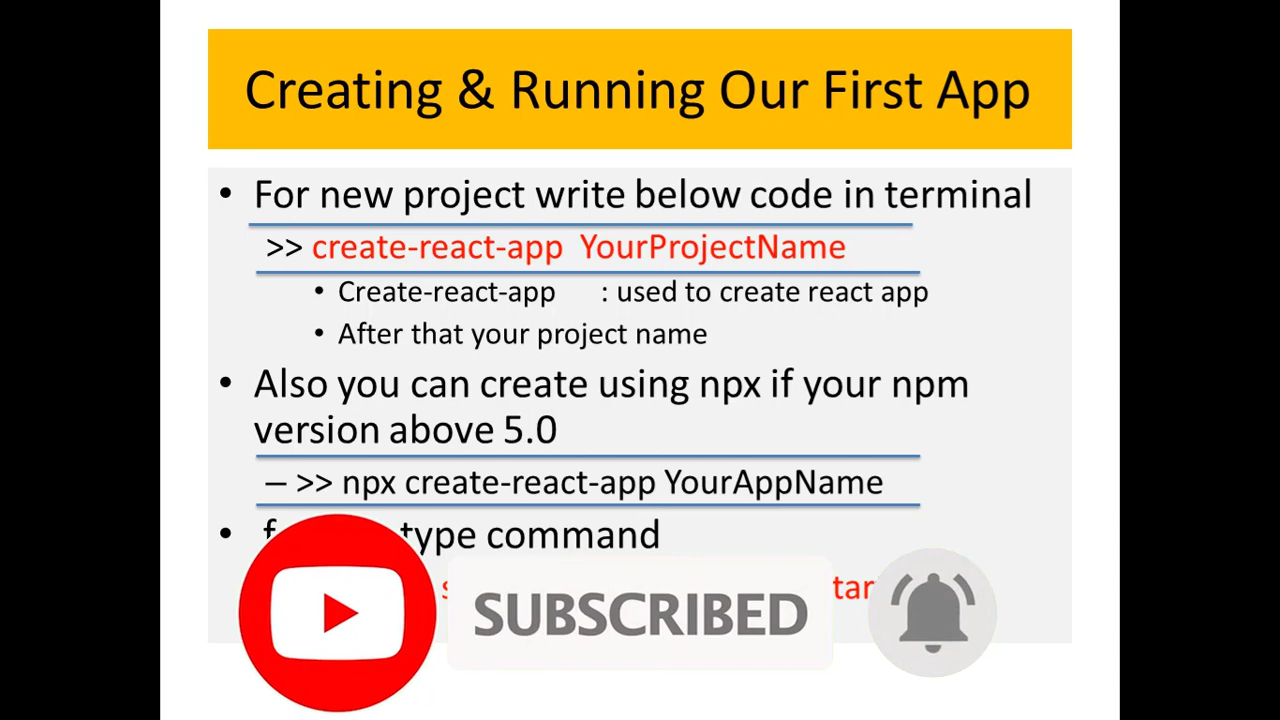 Creating & Running Our First App
• For new project write below code in terminal
>> create-react-app YourProjectName
• Create-react-app : used to create react app
• After that your project name
• Also you can create using npx if your npm
version above 5.0
– >> npx create-react-app YourAppName
• type command
SUBSCRIBED